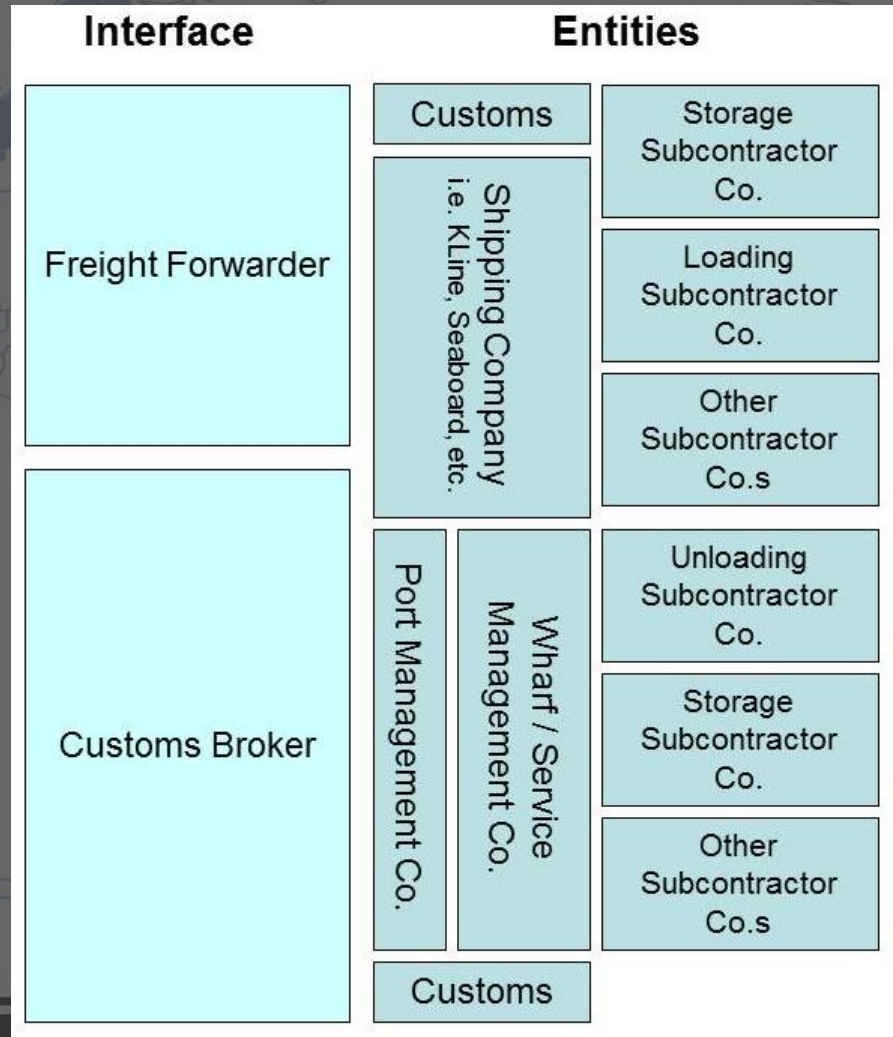 Interface
Entities
Freight Forwarder
Customs
Shipping Company
i.e. KLine, Seaboard, etc.
Storage
Subcontractor
Co.
Loading
Subcontractor
Co.
Other
Subcontractor
Co.s
Customs Broker
Port Management Co.
Wharf / Service
Management Co.
Unloading
Subcontractor
Co.
Storage
Subcontractor
Co.
Other
Subcontractor
Co.s
Customs